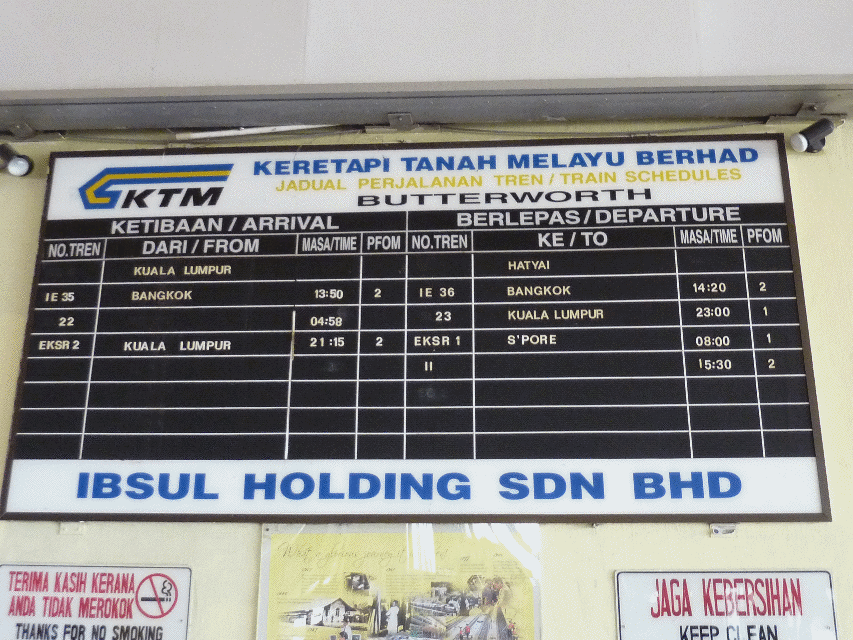 KTM
KERETAPI TANAH MELAYU BERHAD
JADUAL PERJALANAN TREN / TRAIN SCHEDULES
BUTTERWORTH
KETIBAAN / ARRIVAL BERLEPAS / DEPARTURE
NO.TREN DARI / FROM MASA/TIME PFOM NO.TREN KE / TO MASA/TIME PFOM
KUALA LUMPUR HATYAI
IE 35 BANGKOK 13:50 2 IE 36 BANGKOK 14:20 2
22 04:58 23 KUALA LUMPUR 23:00 1
EKSR 2 KUALA LUMPUR 21:15 2 EKSR 1 S'PORE 08:00 1
II 15:30 2
IBSUL HOLDING SDN BHD
TERIMA KASIH KERANA
ANDA TIDAK MEROKOK
THANKS FOR NO SMOKING
JAGA KEBERSIHAN
KEEP CLEAN